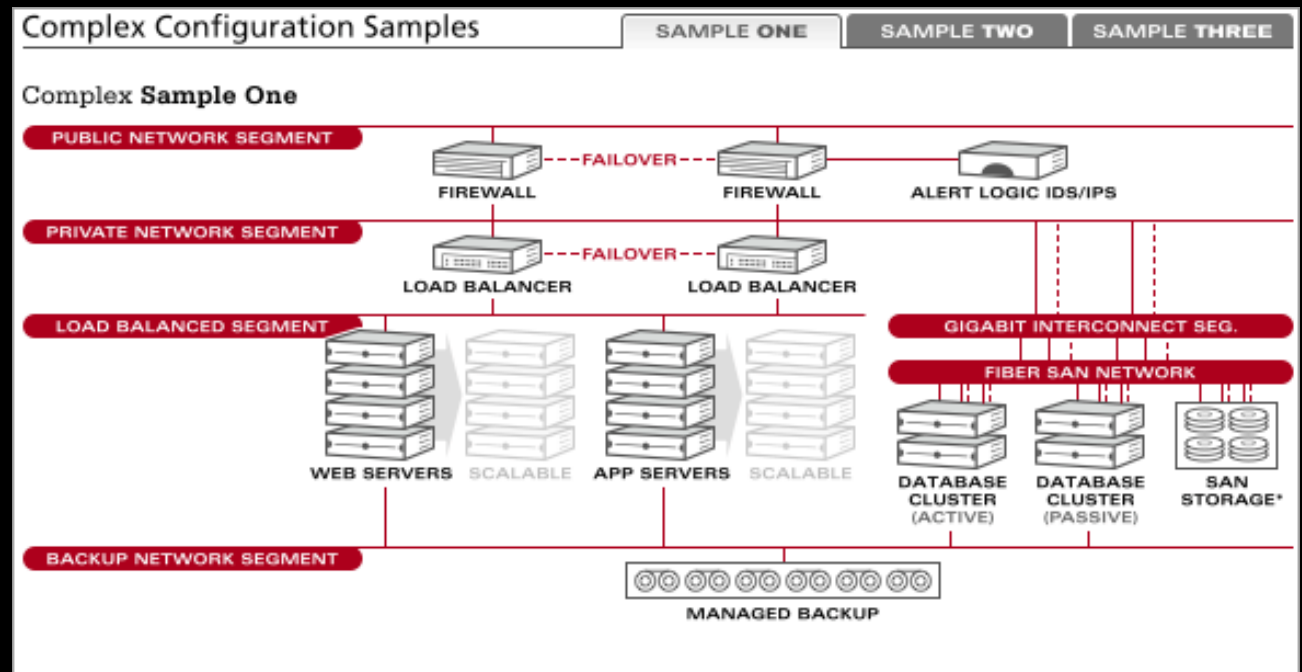 Complex Configuration Samples
SAMPLE ONE
SAMPLE TWO
SAMPLE THREE
Complex Sample One
PUBLIC NETWORK SEGMENT
FAILOVER
FIREWALL
FIREWALL
ALERT LOGIC IDS/IPS
PRIVATE NETWORK SEGMENT
FAILOVER
LOAD BALANCER
LOAD BALANCER
LOAD BALANCED SEGMENT
GIGABIT INTERCONNECT SEG.
FIBER SAN NETWORK
WEB SERVERS
SCALABLE
APP SERVERS
SCALABLE
DATABASE
CLUSTER
(ACTIVE)
DATABASE
CLUSTER
(PASSIVE)
SAN
STORAGE*
BACKUP NETWORK SEGMENT
MANAGED BACKUP